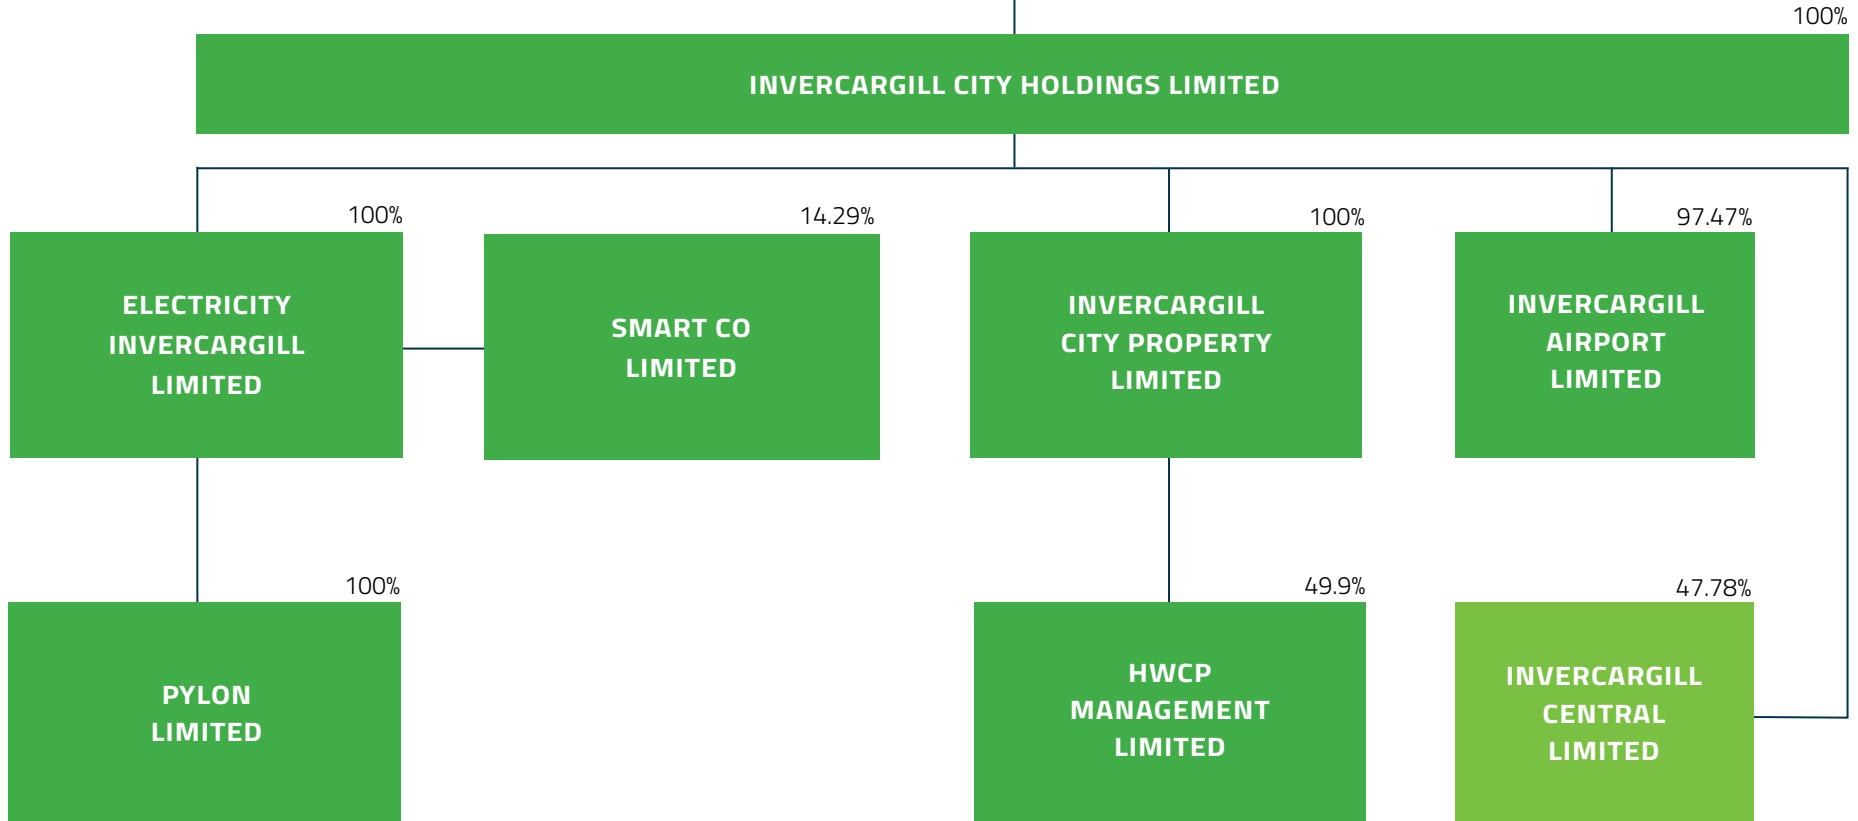 100%
INVERCARGILL CITY HOLDINGS LIMITED
100%
ELECTRICITY
INVERCARGILL
LIMITED
14.29%
SMART CO
LIMITED
100%
INVERCARGILL
CITY PROPERTY
LIMITED
97.47%
INVERCARGILL
AIRPORT
LIMITED
100%
PYLON
LIMITED
49.9%
HWCP
MANAGEMENT
LIMITED
47.78%
INVERCARGILL
CENTRAL
LIMITED